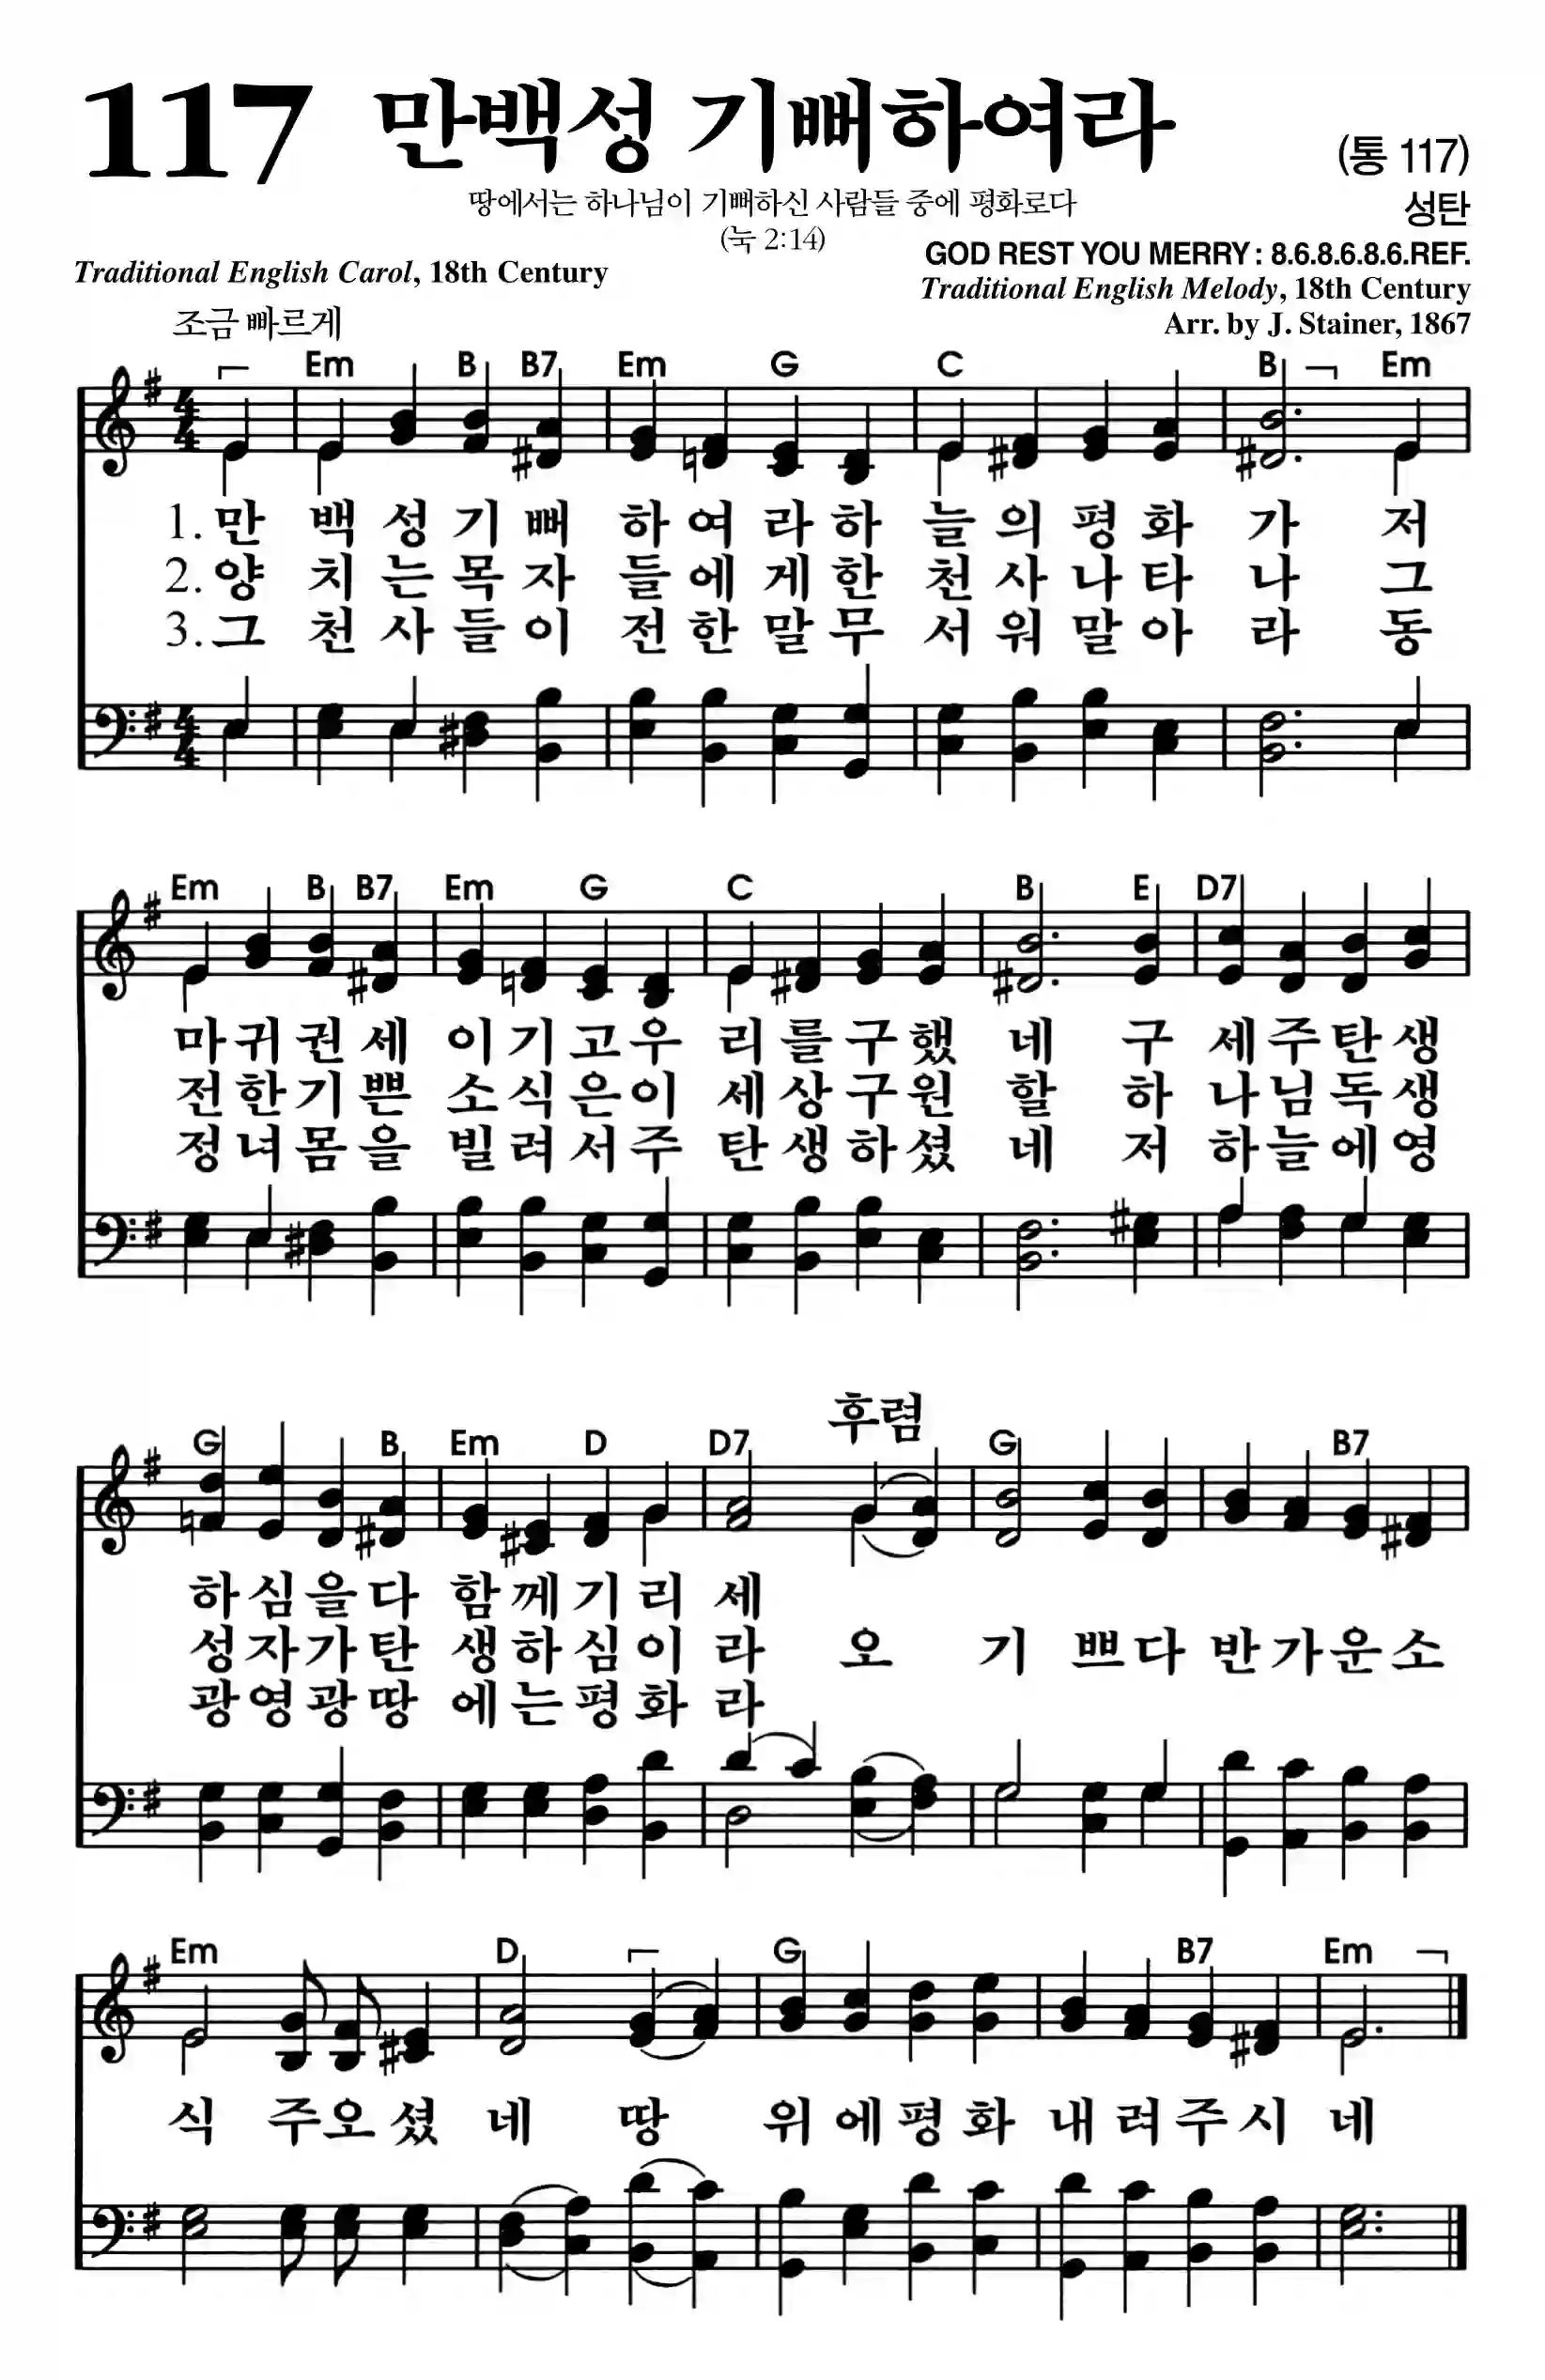 117 만백성 기뻐하여라 (통 117)
땅에서는 하나님이 기뻐하신 사람들 중에 평화로다
성탄
(눅 2:14)
GOD REST YOU MERRY : 8.6.8.6.8.6.REF.
Traditional English Carol, 18th Century
Traditional English Melody, 18th Century
Arr. by J. Stainer, 1867
조금 빠르게
Em B B7 Em G C B Em
1. 만 백 성 기 뻐 하 여 라 하 늘 의 평 화 가 저
2. 양 치 는 목 자 들 에 게 한 천 사 나 타 나 그
3. 그 천 사 들 이 전 한 말 무 서 워 말 아 라 동
Em B B7 Em G C B E D7
마 귀 권 세 이 기 고 우 리 를 구 했 네 구 세 주 탄 생
전 한 기 쁜 소 식 은 이 세 상 구 원 할 하 나 님 독 생
정 녀 몸 을 빌 려 서 주 탄 생 하 셨 네 저 하 늘 에 영
후렴
G B Em D D7 G B7
하 심 을 다 함 께 기 리 세
성 자 가 탄 생 하 심 이 라 오 기 쁘 다 반 가 운 소
광 영 광 땅 에 는 평 화 라
Em D G B7 Em
식 주 오 셨 네 땅 위 에 평 화 내 려 주 시 네